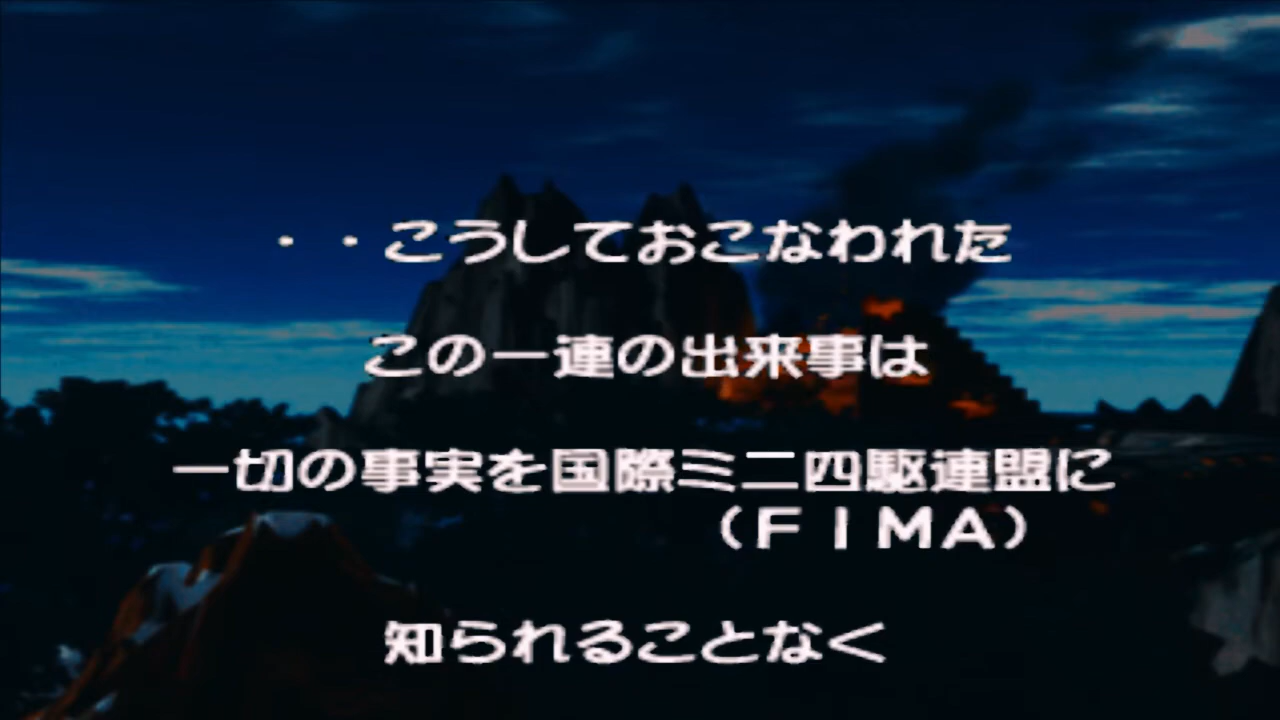 ・・こうしておこなわれた
この一連の出来事は
一切の事実を国際ミニ四駆連盟に
（ＦＩＭＡ）
知られることなく